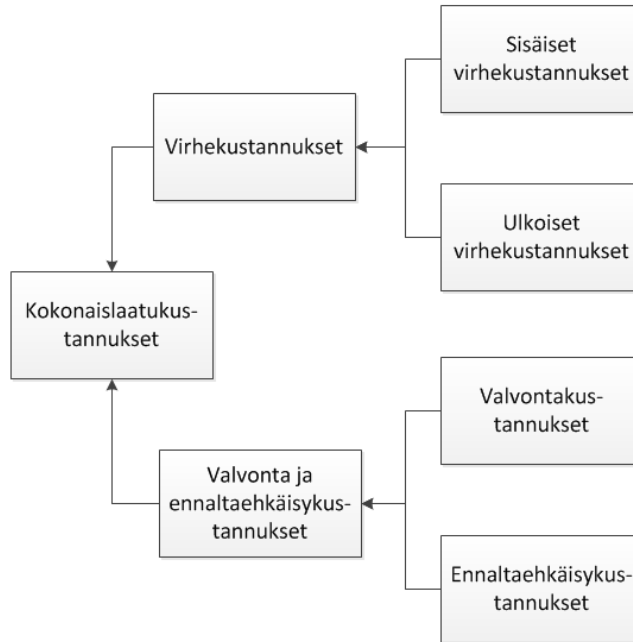 Sisäiset
virhekustannukset
Virhekustannukset
Ulkoiset
virhekustannukset
Kokonaislaatukus-
tannukset
Valvontakus-
tannukset
Valvonta ja
ennaltaehkäisykus-
tannukset
Ennaltaehkäisykus-
tannukset